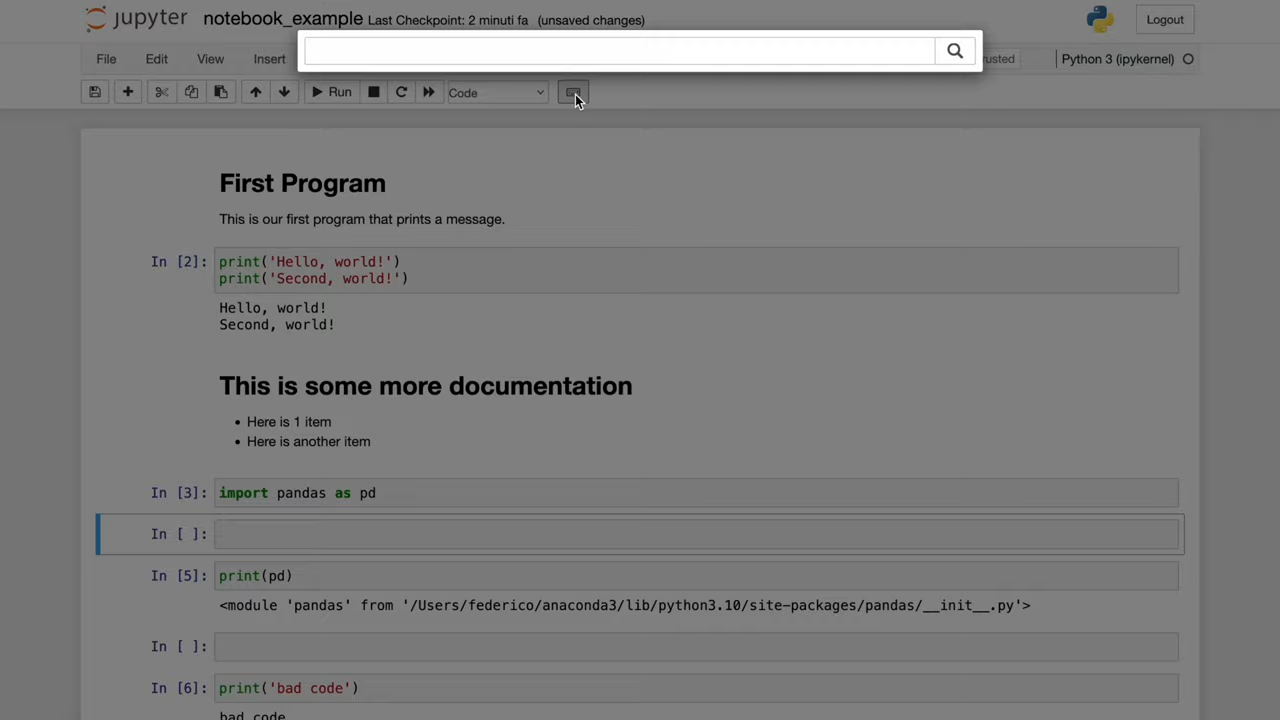 jupyter notebook_example Last Checkpoint: 2 minuti fa (unsaved changes) Logout
File Edit View Insert rusted Python 3 (ipykernel)
Run Code
First Program
This is our first program that prints a message.
In [2]: print('Hello, world!')
print('Second, world!')
Hello, world!
Second, world!
This is some more documentation
• Here is 1 item
• Here is another item
In [3]: import pandas as pd
In [ ]:
In [5]: print(pd)
<module 'pandas' from '/Users/federico/anaconda3/lib/python3.10/site-packages/pandas/__init__.py'>
In [ ]:
In [6]: print('bad code')
bad code